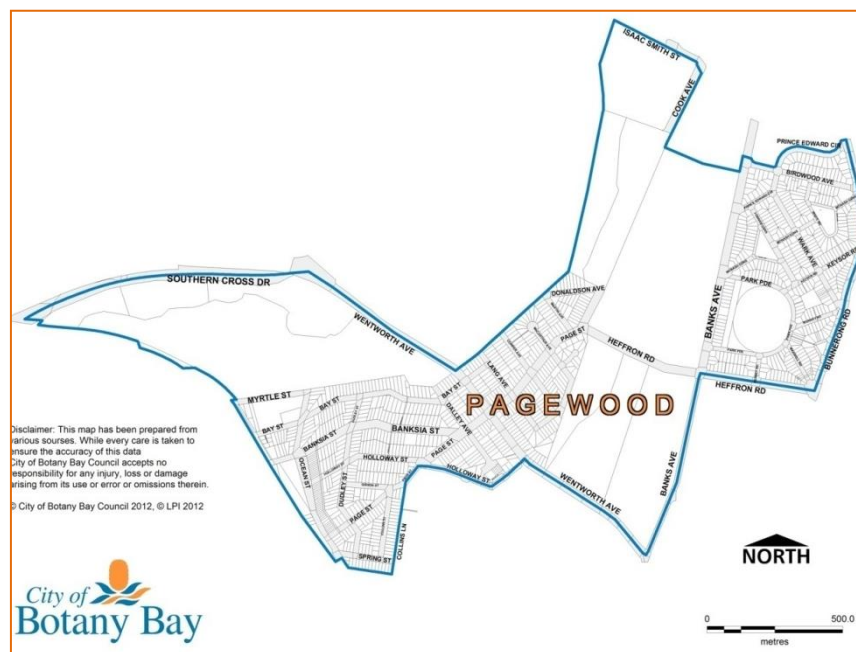 ISAAC SMITH ST
COOK AVE
PRINCE EDWARD CIR
BIRDWOOD AVE
WARK AVE
KEYSOR RD
SOUTHERN CROSS DR
PARK PDE
DONALDSON AVE
BANKS AVE
BUNNERONG RD
WENTWORTH AVE
PAGE ST
HEFFRON RD
LANG AVE
HEFFRON RD
MYRTLE ST
BAY ST
BAY ST
PAGEWOOD
DALLEY AVE
BAY ST
BANKSIA ST
BANKSIA ST
PAGE ST
HOLLOWAY ST
HOLLOWAY ST
OCEAN ST
DUDLEY ST
WENTWORTH AVE
BANKS AVE
PAGE ST
COLLINS LN
SPRING ST
Disclaimer: This map has been prepared from
various sourses. While every care is taken to
ensure the accuracy of this data
City of Botany Bay Council accepts no
responsibility for any injury, loss or damage
arising from its use or error or omissions therein.
© City of Botany Bay Council 2012, © LPI 2012
NORTH
City of
Botany Bay
0 500.0
metres